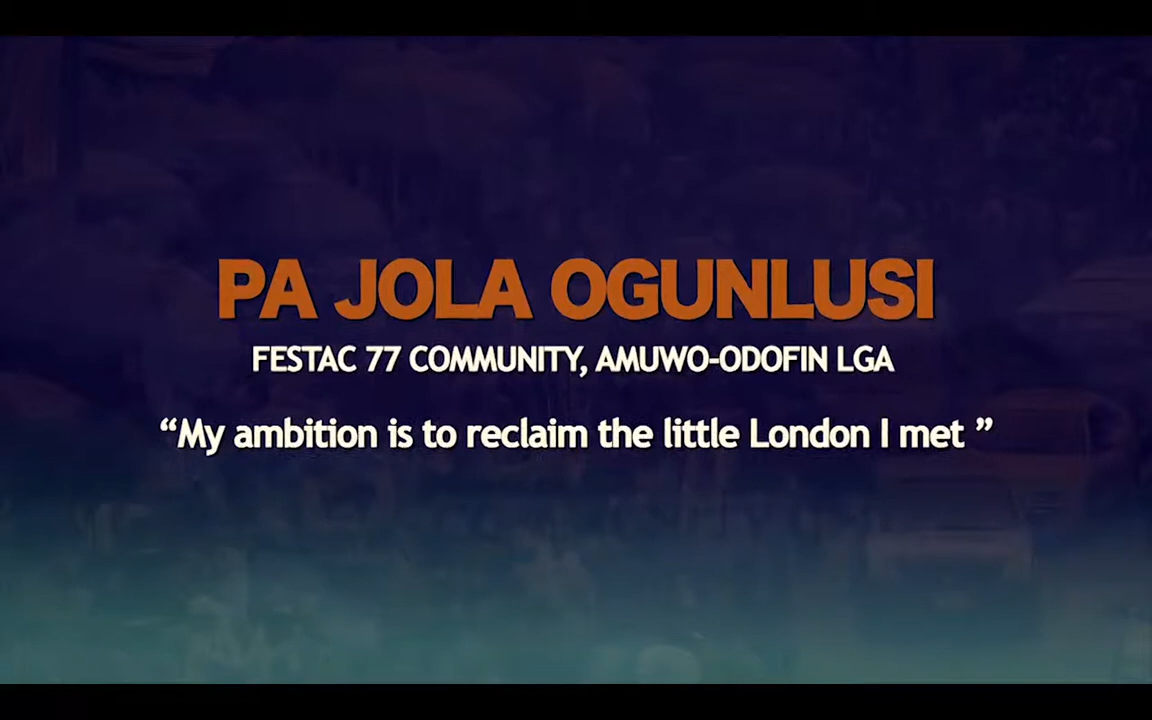 PA JOLA OGUNLUSI
FESTAC 77 COMMUNITY, AMUWO-ODOFIN LGA
“My ambition is to reclaim the little London I met ”